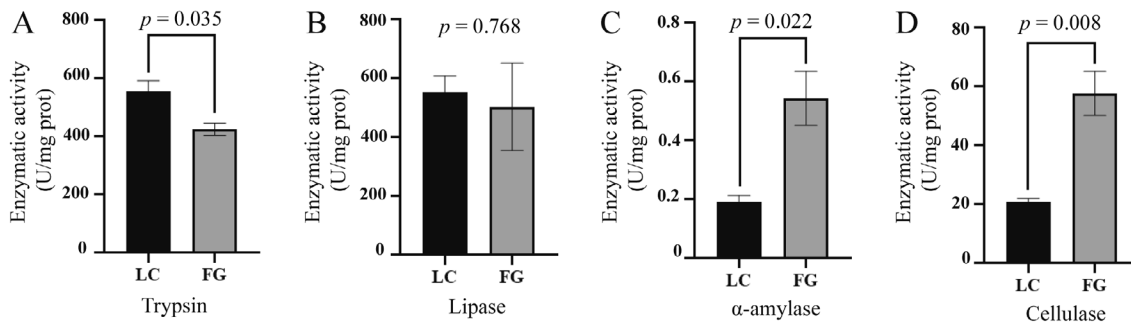 A
Enzymatic activity
(U/mg prot)
800
600
400
200
0
p = 0.035
LC FG
Trypsin
B
Enzymatic activity
(U/mg prot)
800
600
400
200
0
p = 0.768
LC FG
Lipase
C
Enzymatic activity
(U/mg prot)
0.8
0.6
0.4
0.2
0
p = 0.022
LC FG
α-amylase
D
Enzymatic activity
(U/mg prot)
80
60
40
20
0
p = 0.008
LC FG
Cellulase